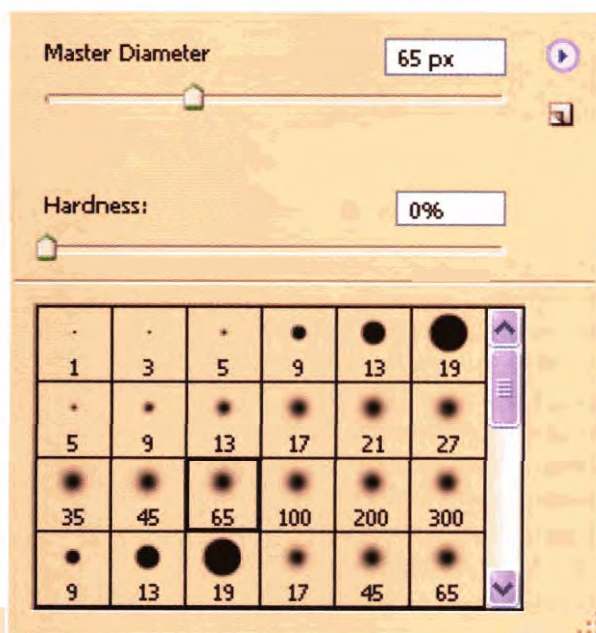 Master Diameter 65 px
Hardness: 0%
1 3 5 9 13 19
5 9 13 17 21 27
35 45 65 100 200 300
9 13 19 17 45 65